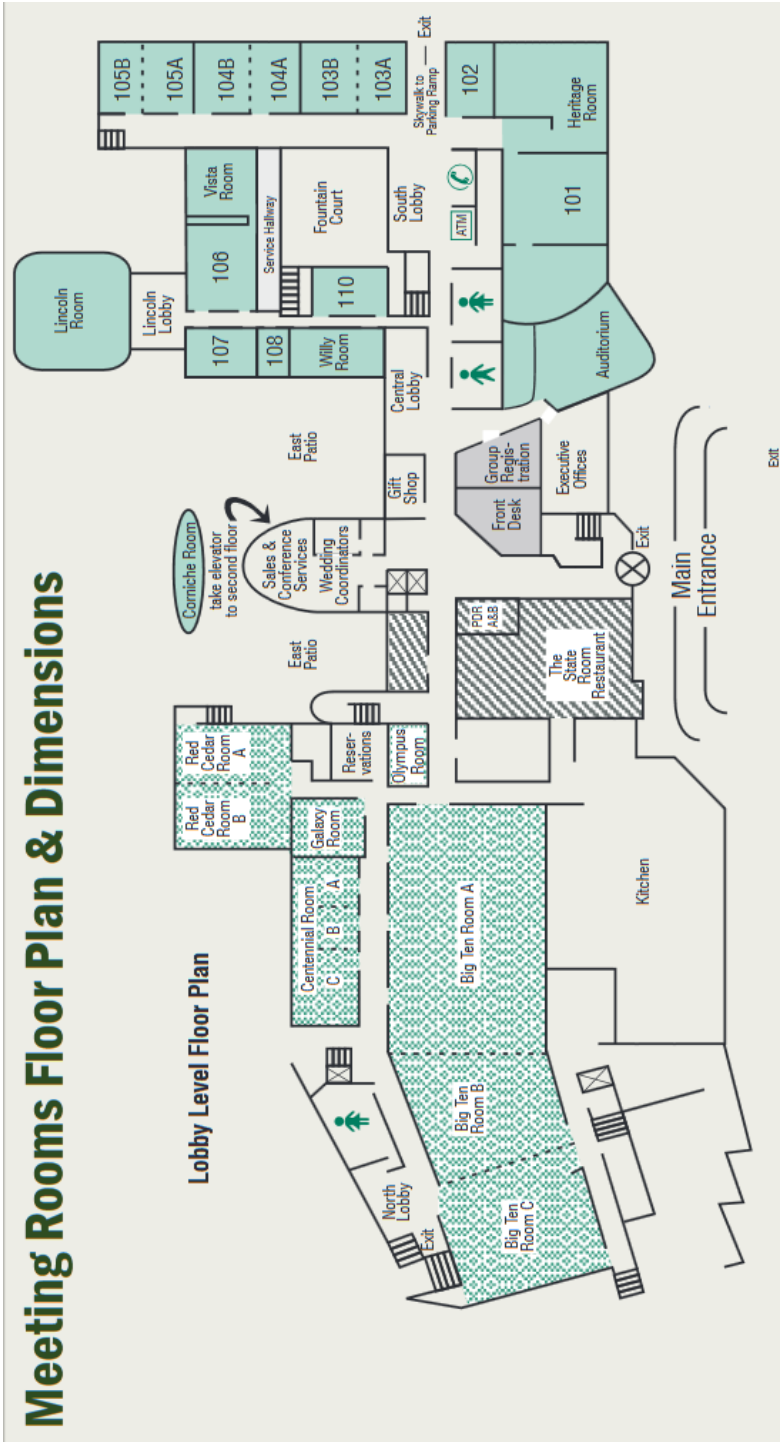 Meeting Rooms Floor Plan & Dimensions
Lobby Level Floor Plan
North
Lobby
Exit
Big Ten
Room C
Big Ten
Room B
Big Ten Room A
Centennial Room
C B A
Galaxy
Room
Red
Cedar
Room
B
Red
Cedar
Room
A
Reser-
vations
Olympus
Room
Kitchen
East
Patio
The
State
Room
Restaurant
PDR
A&B
Corniche Room
take elevator
to second floor
Sales &
Conference
Services
Wedding
Coordinators
Gift
Shop
Front
Desk
Group
Regis-
tration
Executive
Offices
Exit
Main
Entrance
Exit
East
Patio
Central
Lobby
Lincoln
Room
Lincoln
Lobby
107
108
Willy
Room
106
Vista
Room
Service Hallway
110
Fountain
Court
South
Lobby
ATM
Auditorium
101
Heritage
Room
102
Skywalk to
Parking Ramp
Exit
105B
105A
104B
104A
103B
103A